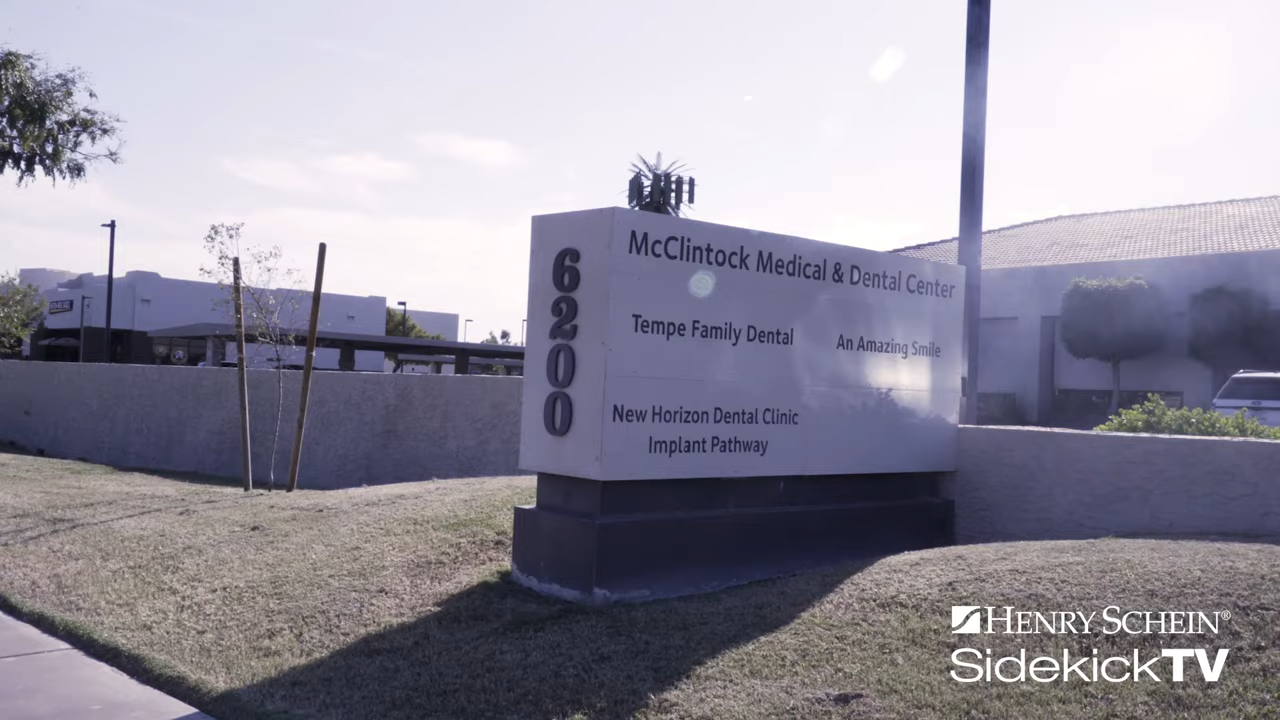 6200
McClintock Medical & Dental Center
Tempe Family Dental
An Amazing Smile
New Horizon Dental Clinic
Implant Pathway
HENRY SCHEIN®
SidekickTV